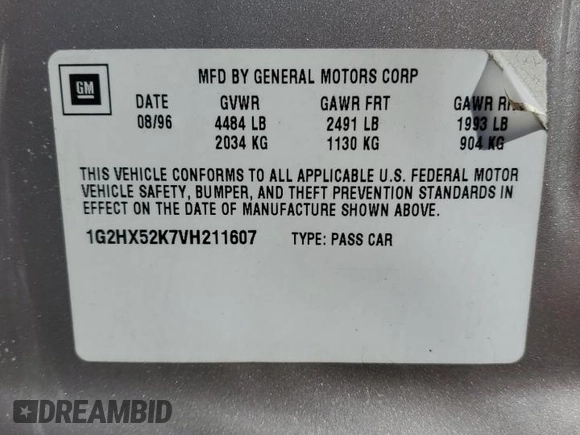 GM
MFD BY GENERAL MOTORS CORP
DATE GVWR GAWR FRT GAWR
08/96 4484 LB 2491 LB 1993 LB
2034 KG 1130 KG 904 KG
THIS VEHICLE CONFORMS TO ALL APPLICABLE U.S. FEDERAL MOTOR
VEHICLE SAFETY, BUMPER, AND THEFT PREVENTION STANDARDS IN
EFFECT ON THE DATE OF MANUFACTURE SHOWN ABOVE.
1G2HX52K7VH211607 TYPE: PASS CAR
DREAMBID